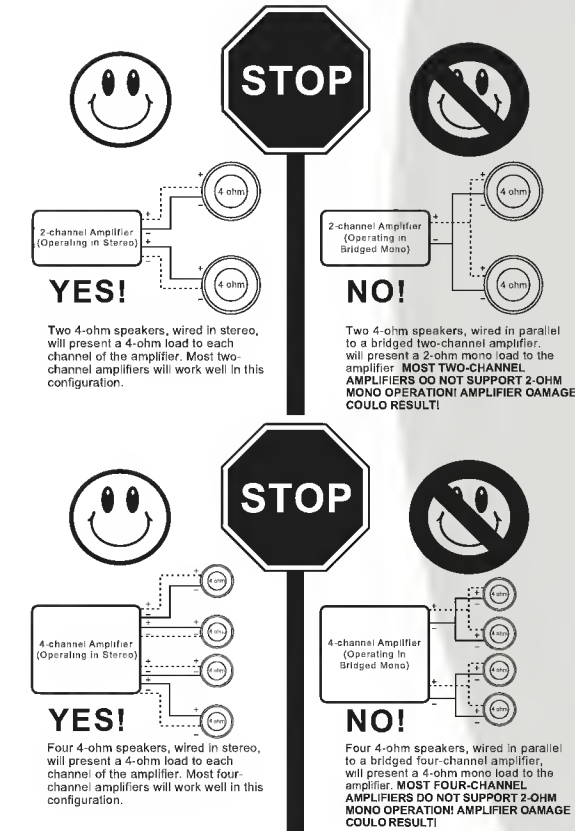 STOP
4 ohm
2-channel Amplifier
(Operating in Stereo)
+
−
+
−
+
−
+
−
4 ohm
YES!
Two 4-ohm speakers, wired in stereo,
will present a 4-ohm load to each
channel of the amplifier. Most two-
channel amplifiers will work well in this
configuration.
4 ohm
2-channel Amplifier
(Operating in
Bridged Mono)
+
−
+
−
+
−
4 ohm
NO!
Two 4-ohm speakers, wired in parallel
to a bridged two-channel amplifier.
will present a 2-ohm mono load to the
amplifier MOST TWO-CHANNEL
AMPLIFIERS OO NOT SUPPORT 2-OHM
MONO OPERATION! AMPLIFIER OAMAGE
COULO RESULT!
STOP
4 ohm
4 ohm
4-channel Amplifier
(Operating in Stereo)
4 ohm
4 ohm
YES!
Four 4-ohm speakers, wired in stereo,
will present a 4-ohm load to each
channel of the amplifier. Most four-
channel amplifiers will work well in this
configuration.
4 ohm
4 ohm
4-channel Amplifier
(Operating In
Bridged Mono)
4 ohm
4 ohm
NO!
Four 4-ohm speakers, wired in parallel
to a bridged four-channel amplifier,
will present a 4-ohm mono load to the
amplifier. MOST FOUR-CHANNEL
AMPLIFIERS DO NOT SUPPORT 2-OHM
MONO OPERATION! AMPLIFIER OAMAGE
COULO RESULT!